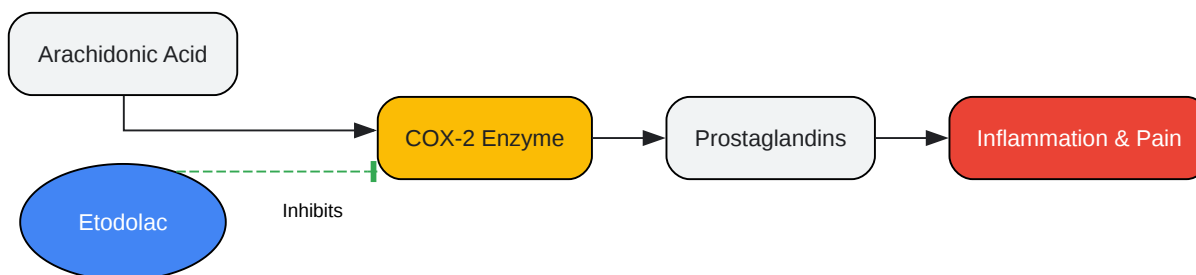 Arachidonic Acid
COX-2 Enzyme
Prostaglandins
Inflammation & Pain
Inhibits
Etodolac